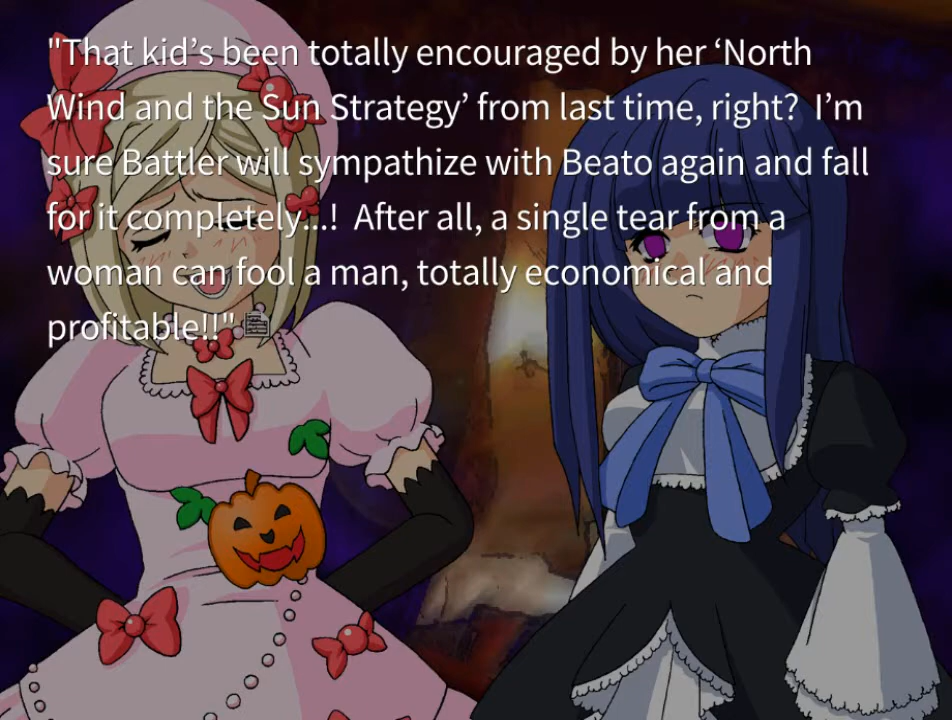 "That kid’s been totally encouraged by her ‘North
Wind and the Sun Strategy’ from last time, right?  I’m
sure Battler will sympathize with Beato again and fall
for it completely...!  After all, a single tear from a
woman can fool a man, totally economical and
profitable!!"